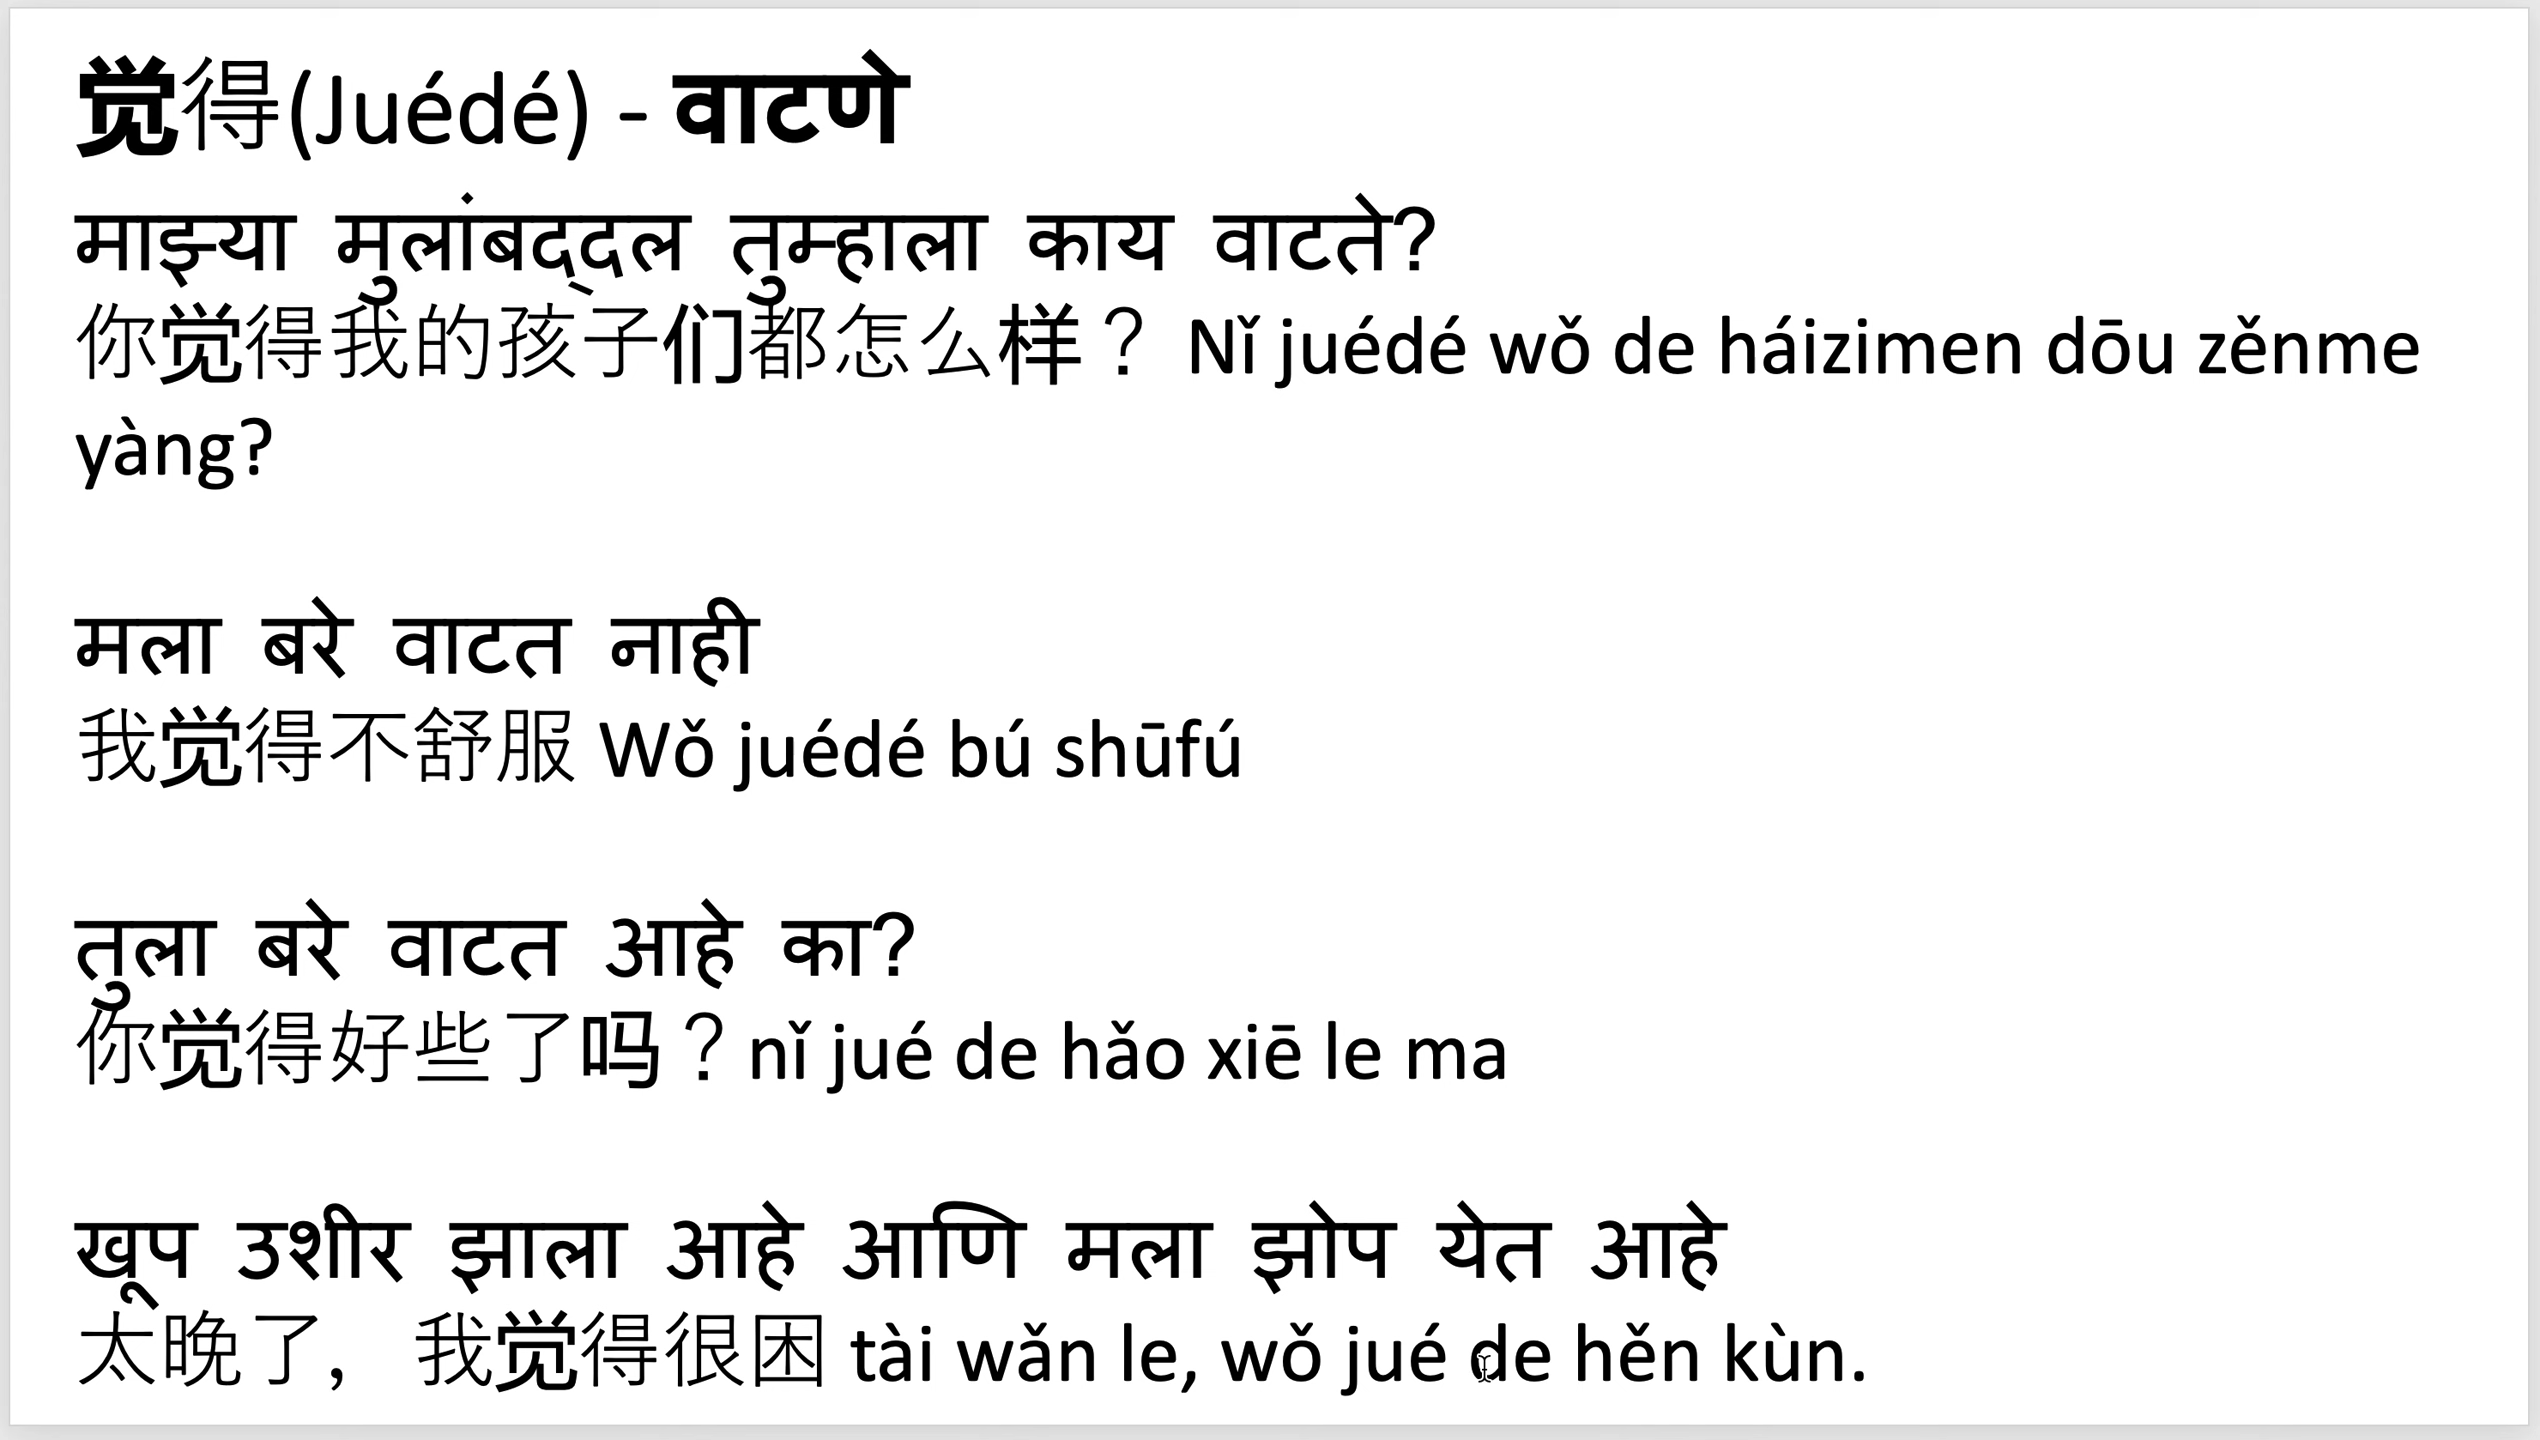 觉得(Juédé) - वाटणे
माझ्या मुलांबद्दल तुम्हाला काय वाटते?
你觉得我的孩子们都怎么样？ Nǐ juédé wǒ de háizimen dōu zěnme
yàng?
मला बरे वाटत नाही
我觉得不舒服 Wǒ juédé bú shūfú
तुला बरे वाटत आहे का?
你觉得好些了吗？nǐ jué de hǎo xiē le ma
खूप उशीर झाला आहे आणि मला झोप येत आहे
太晚了，我觉得很困 tài wǎn le, wǒ jué de hěn kùn.